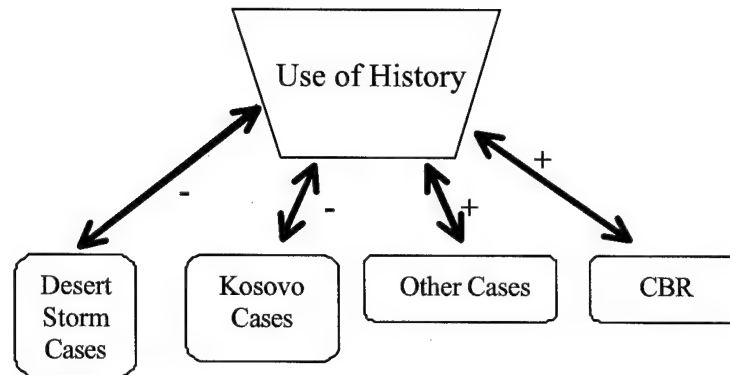 Use of History
+
-
-
+
Desert
Storm
Cases
Kosovo
Cases
Other Cases
CBR